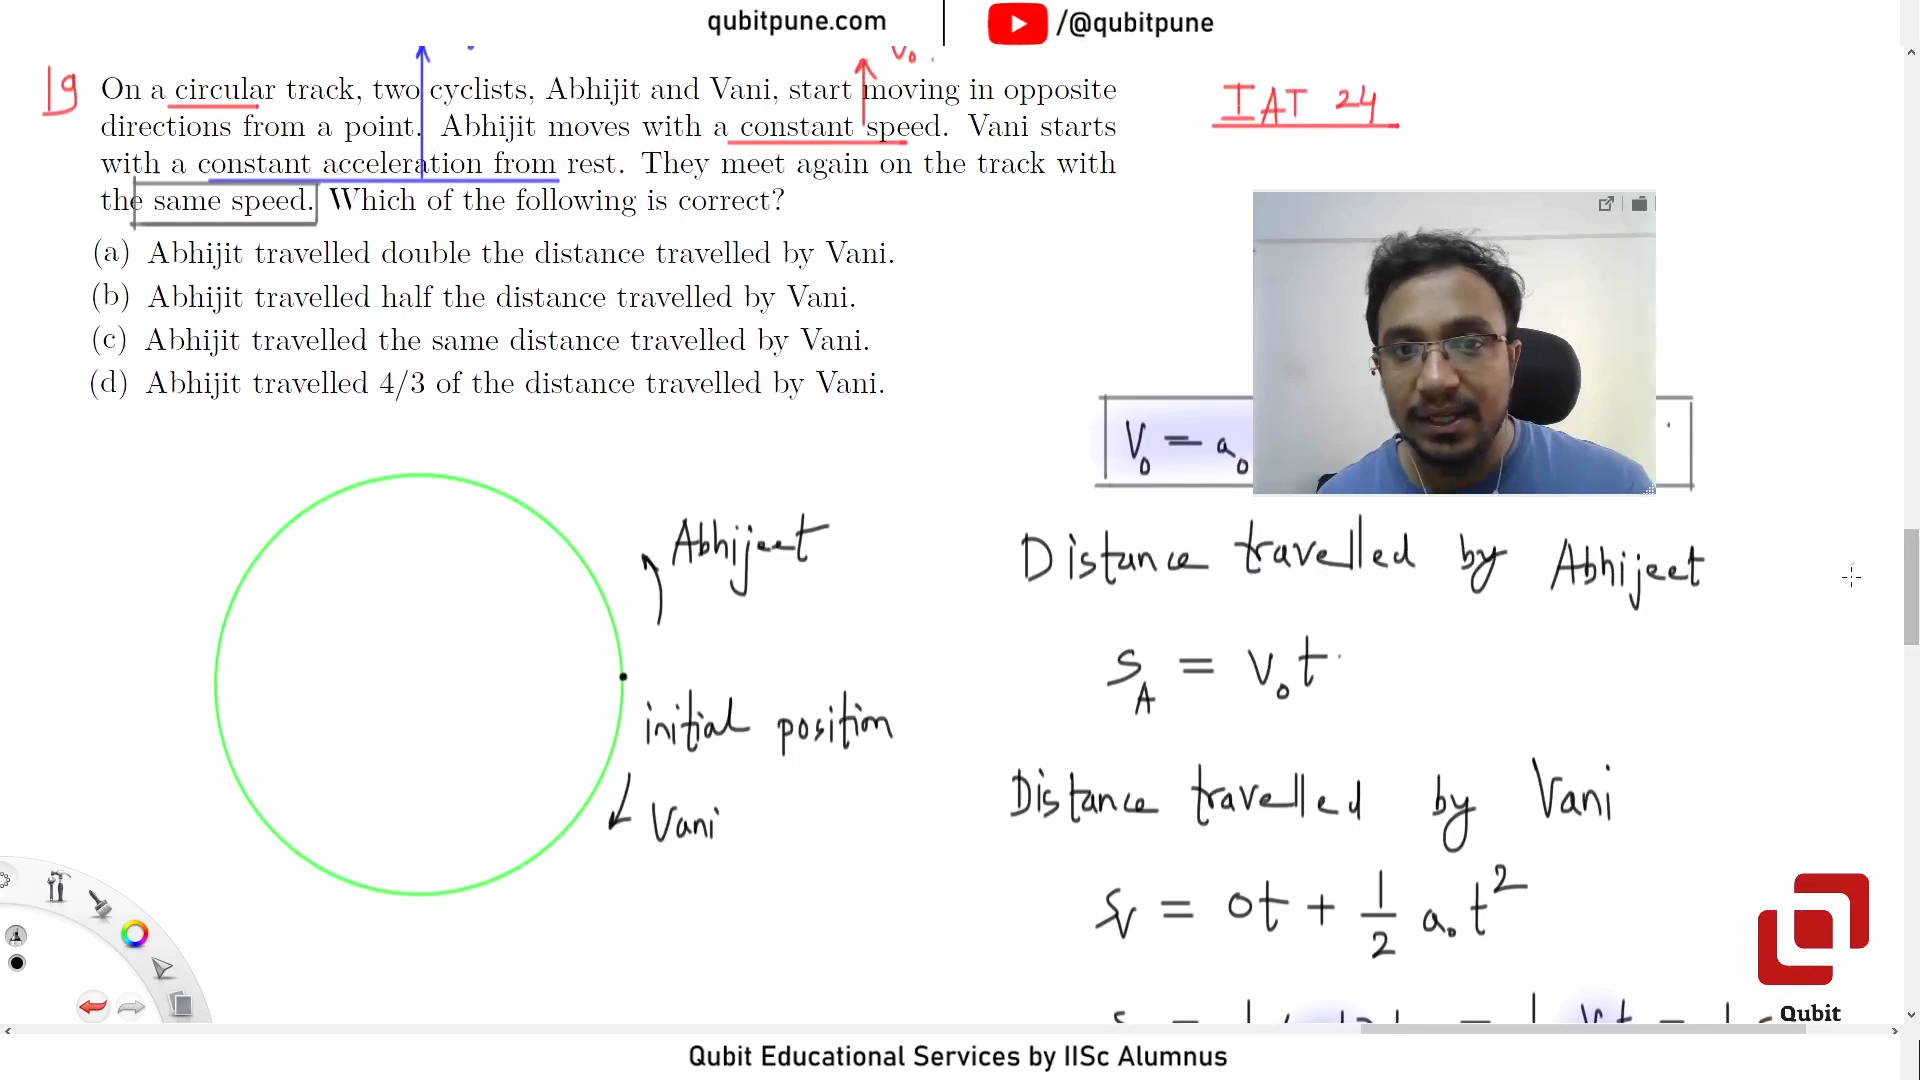 qubitpune.com
/@qubitpune
v₀.
19
On a circular track, two cyclists, Abhijit and Vani, start moving in opposite
directions from a point. Abhijit moves with a constant speed. Vani starts
with a constant acceleration from rest. They meet again on the track with
the same speed. Which of the following is correct?
IAT 24
(a) Abhijit travelled double the distance travelled by Vani.
(b) Abhijit travelled half the distance travelled by Vani.
(c) Abhijit travelled the same distance travelled by Vani.
(d) Abhijit travelled 4/3 of the distance travelled by Vani.
V₀ = a₀
Abhijeet
initial position
Vani
Distance travelled by Abhijeet
S_A = V₀t
Distance travelled by Vani
S_V = 0t + 1/2 a₀t²
Qubit
Qubit Educational Services by IISc Alumnus